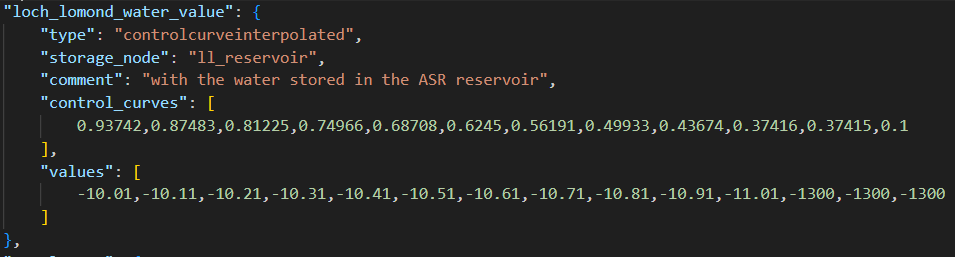 "loch_lomond_water_value": {
"type": "controlcurveinterpolated",
"storage_node": "ll_reservoir",
"comment": "with the water stored in the ASR reservoir",
"control_curves": [
0.93742,0.87483,0.81225,0.74966,0.68708,0.6245,0.56191,0.49933,0.43674,0.37416,0.37415,0.1
],
"values": [
-10.01,-10.11,-10.21,-10.31,-10.41,-10.51,-10.61,-10.71,-10.81,-10.91,-11.01,-1300,-1300,-1300
]
},